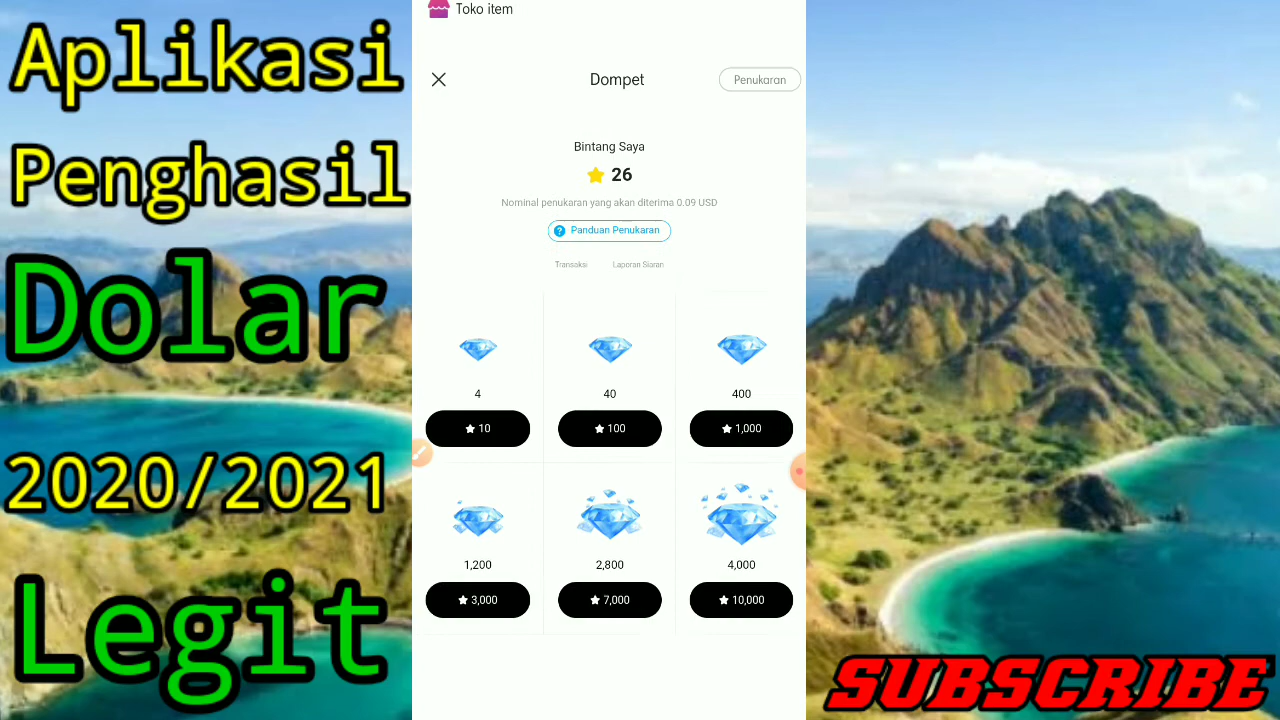 Aplikasi
Penghasil
Dolar
2020/2021
Legit
Toko item
Dompet
Penukaran
Bintang Saya
26
Nominal penukaran yang akan diterima 0.09 USD
? Panduan Penukaran
Transaksi Laporan Siaran
4 40 400
10 100 1,000
1,200 2,800 4,000
3,000 7,000 10,000
SUBSCRIBE